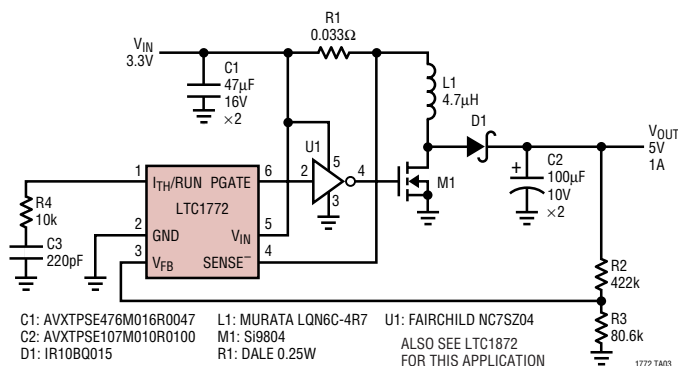 R1
0.033Ω
VIN
3.3V
C1
47µF
16V
×2
L1
4.7µH
D1
VOUT
5V
1A
U1
5
2
4
3
M1
+
C2
100µF
10V
×2
1
ITH/RUN PGATE
6
LTC1772
R4
10k
2
GND
VIN
5
C3
220pF
3
VFB
SENSE–
4
R2
422k
R3
80.6k
C1: AVXTPSE476M016R0047
C2: AVXTPSE107M010R0100
D1: IR10BQ015
L1: MURATA LQN6C-4R7
M1: Si9804
R1: DALE 0.25W
U1: FAIRCHILD NC7SZ04
ALSO SEE LTC1872
FOR THIS APPLICATION
1772 TA03